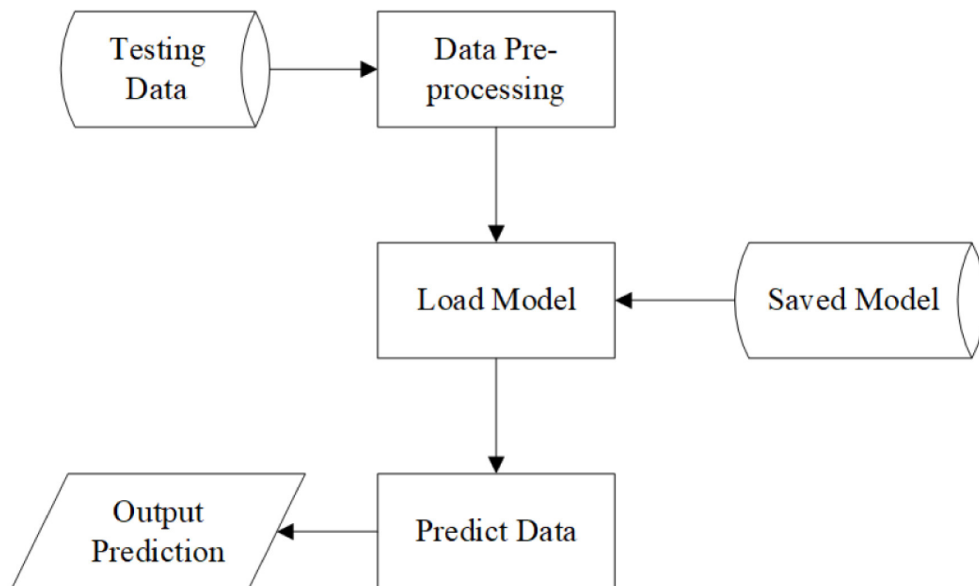 Testing
Data
Data Pre-
processing
Load Model
Saved Model
Output
Prediction
Predict Data